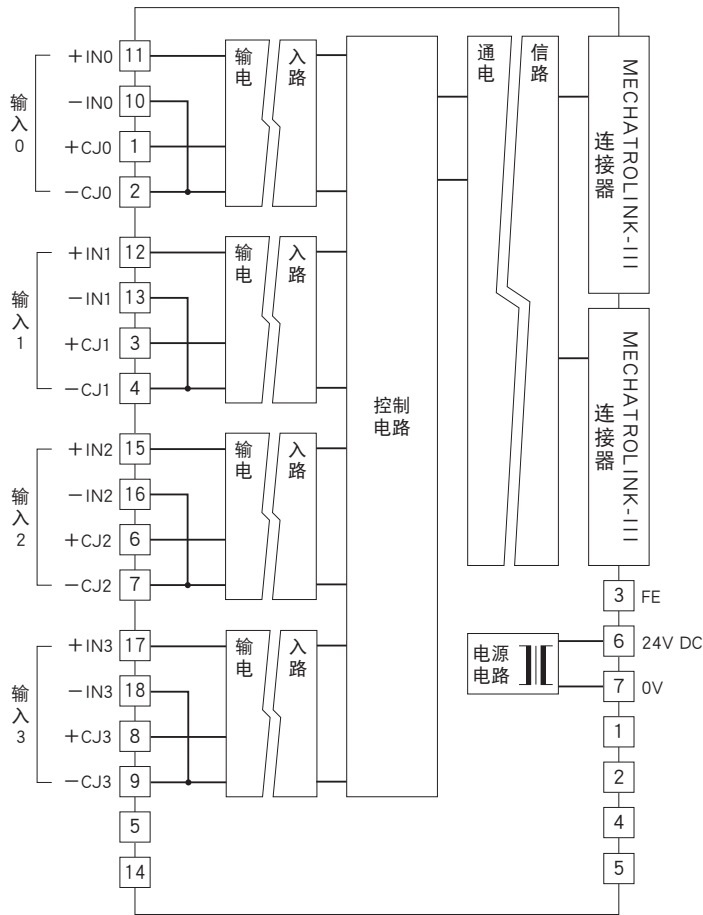 输入0
+IN0 11
−IN0 10
+CJ0 1
−CJ0 2
输入
电路
输入1
+IN1 12
−IN1 13
+CJ1 3
−CJ1 4
输入
电路
输入2
+IN2 15
−IN2 16
+CJ2 6
−CJ2 7
输入
电路
输入3
+IN3 17
−IN3 18
+CJ3 8
−CJ3 9
输入
电路
5
14
控制
电路
通信
电路
MECHATROLINK-III
连接器
MECHATROLINK-III
连接器
电源
电路
3 FE
6 24V DC
7 0V
1
2
4
5